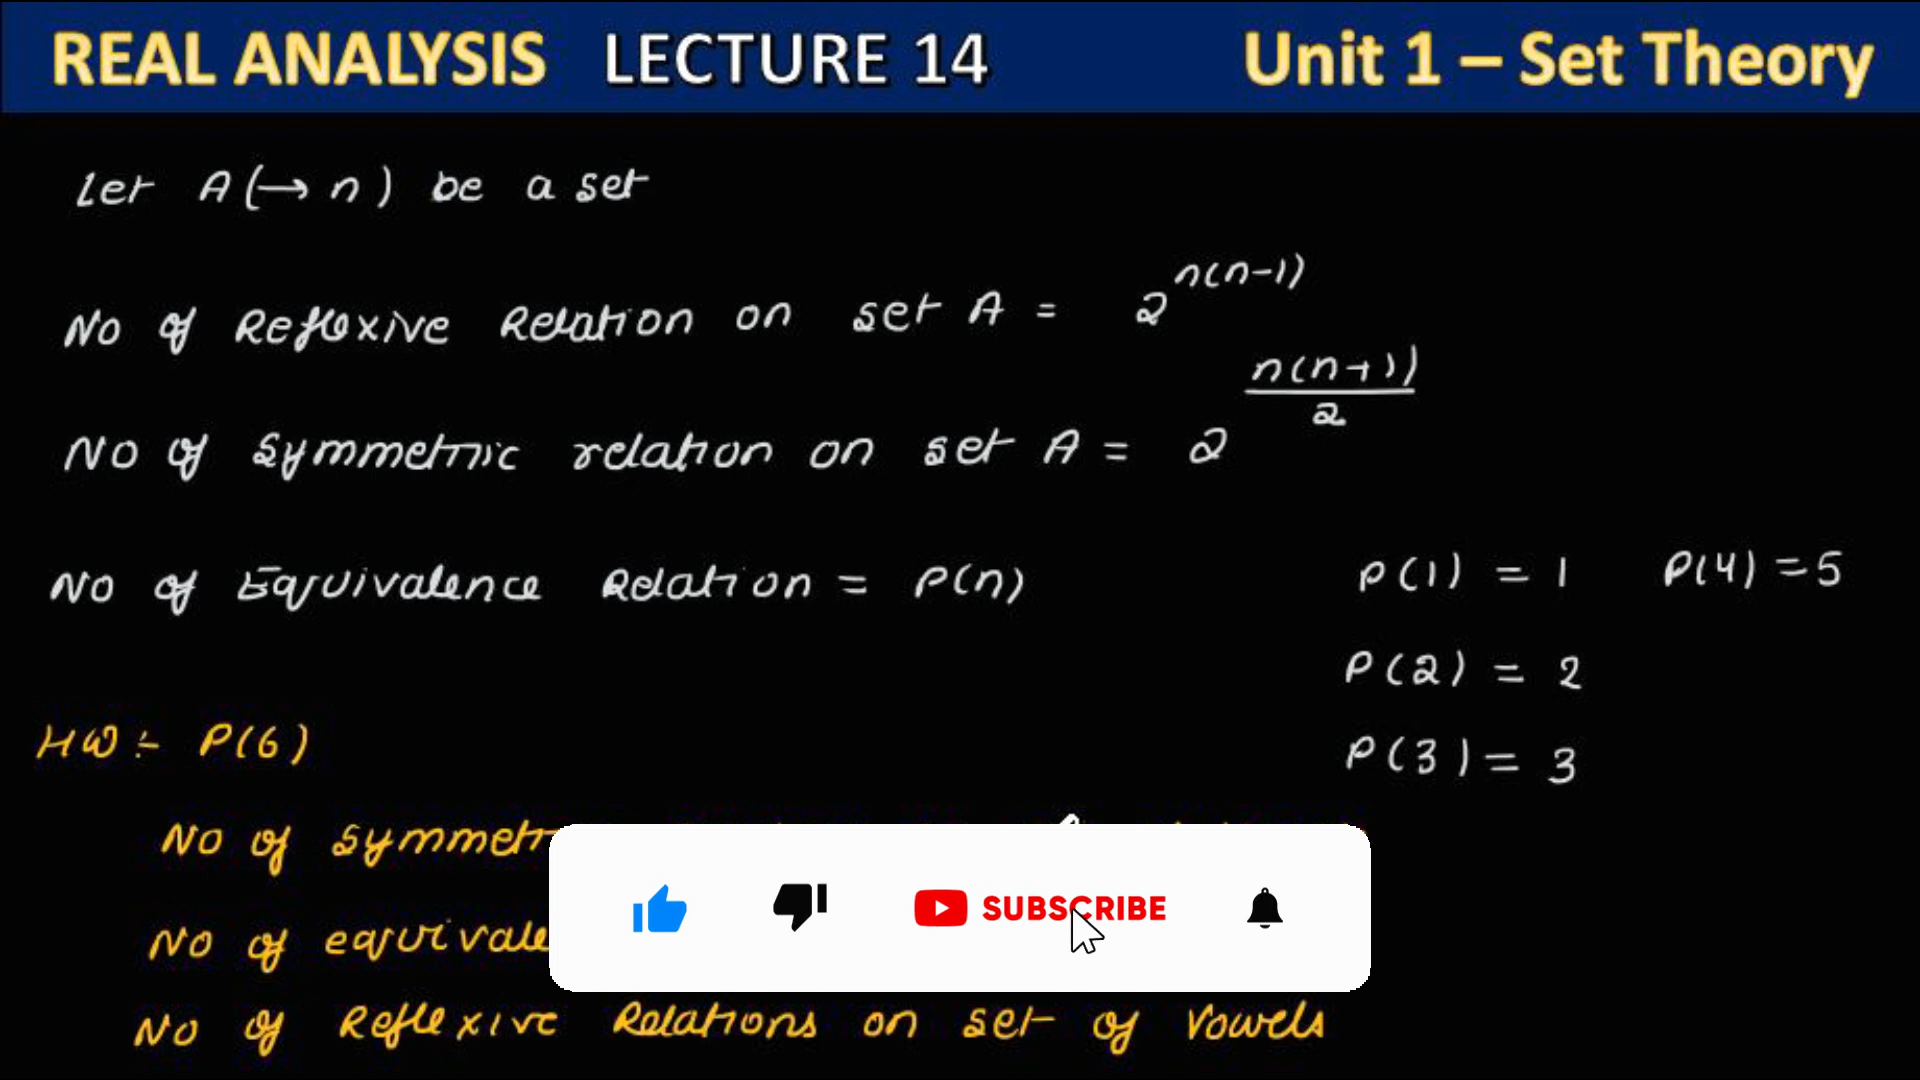 REAL ANALYSIS LECTURE 14 Unit 1 – Set Theory
Let A(→ n) be a set
No of Reflexive Relation on set A = 2^n(n-1)
No of Symmetric relation on set A = 2^n(n+1)/2
No of Equivalence Relation = P(n)
P(1) = 1 P(4) = 5
P(2) = 2
P(3) = 3
HW :- P(6)
No of symmetr
No of equivale
SUBSCRIBE
No of Reflexive Relations on set of vowels